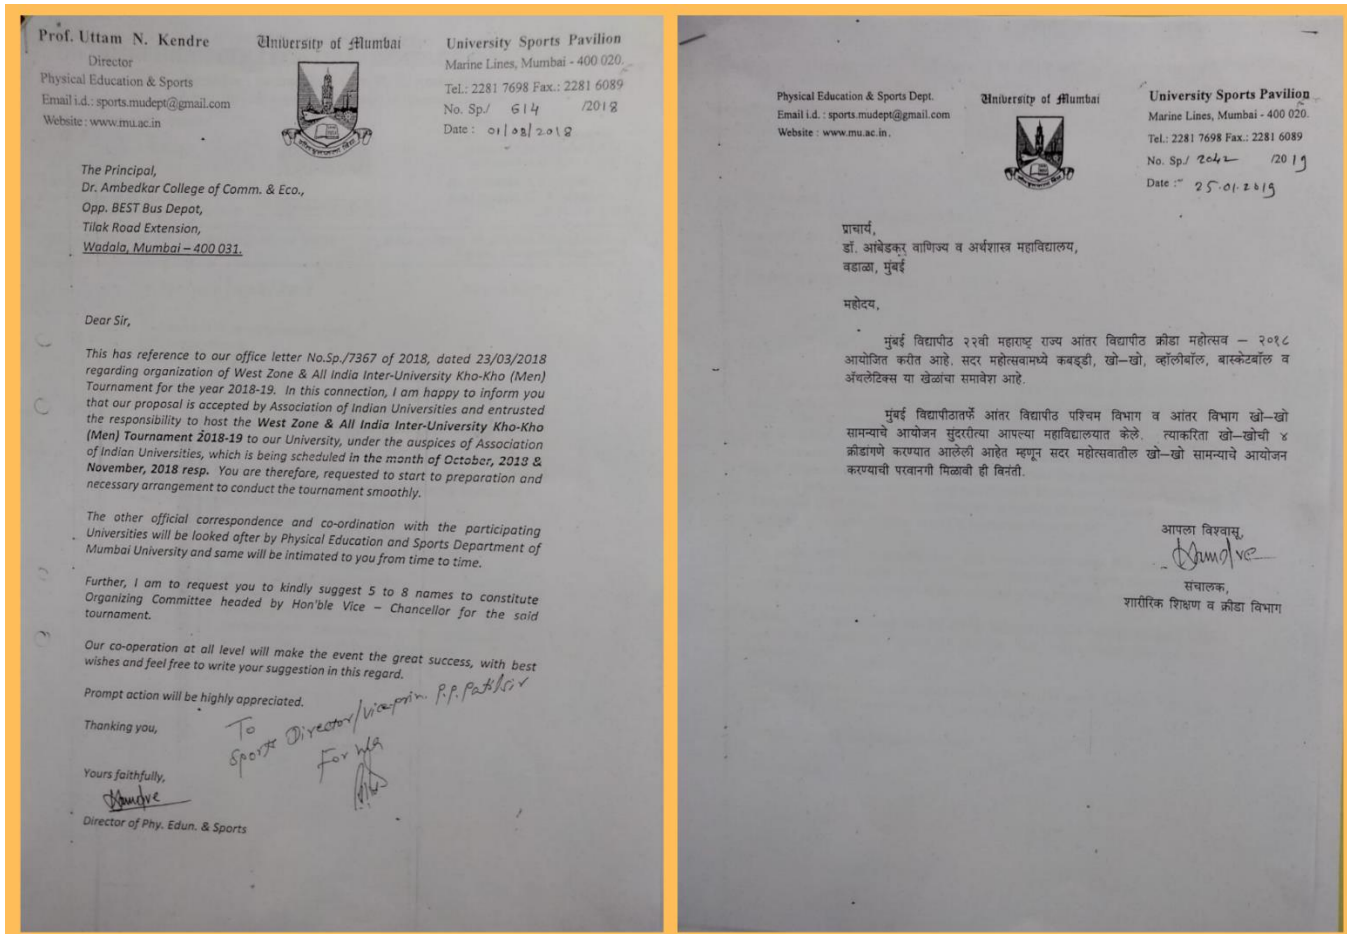 Prof. Uttam N. Kendre
Director
Physical Education & Sports
Email i.d.: sports.mudept@gmail.com
Website : www.mu.ac.in
University of Mumbai
University Sports Pavilion
Marine Lines, Mumbai - 400 020.
Tel.: 2281 7698 Fax.: 2281 6089
No. Sp./ 614 /2018
Date : 01/08/2018
The Principal,
Dr. Ambedkar College of Comm. & Eco.,
Opp. BEST Bus Depot,
Tilak Road Extension,
Wadala, Mumbai – 400 031.
Dear Sir,
This has reference to our office letter No.Sp./7367 of 2018, dated 23/03/2018
regarding organization of West Zone & All India Inter-University Kho-Kho (Men)
Tournament for the year 2018-19. In this connection, I am happy to inform you
that our proposal is accepted by Association of Indian Universities and entrusted
the responsibility to host the West Zone & All India Inter-University Kho-Kho
(Men) Tournament 2018-19 to our University, under the auspices of Association
of Indian Universities, which is being scheduled in the month of October, 2018 &
November, 2018 resp. You are therefore, requested to start to preparation and
necessary arrangement to conduct the tournament smoothly.
The other official correspondence and co-ordination with the participating
Universities will be looked after by Physical Education and Sports Department of
Mumbai University and same will be intimated to you from time to time.
Further, I am to request you to kindly suggest 5 to 8 names to constitute
Organizing Committee headed by Hon'ble Vice – Chancellor for the said
tournament.
Our co-operation at all level will make the event the great success, with best
wishes and feel free to write your suggestion in this regard.
Prompt action will be highly appreciated.
Thanking you,
To
Sports Director/Vice prin. P.P. Patil sir
For
Yours faithfully,
Director of Phy. Edun. & Sports
Physical Education & Sports Dept.
Email i.d. : sports.mudept@gmail.com
Website : www.mu.ac.in.
University of Mumbai
University Sports Pavilion
Marine Lines, Mumbai - 400 020.
Tel.: 2281 7698 Fax.: 2281 6089
No. Sp./ 2042 /2019
Date : 25.01.2019
प्राचार्य,
डॉ. आंबेडकर वाणिज्य व अर्थशास्त्र महाविद्यालय,
वडाळा, मुंबई
महोदय,
मुंबई विद्यापीठ २२वी महाराष्ट्र राज्य आंतर विद्यापीठ क्रीडा महोत्सव – २०१८
आयोजित करीत आहे. सदर महोत्सवामध्ये कबड्डी, खो–खो, व्हॉलीबॉल, बास्केटबॉल व
ॲथलेटिक्स या खेळांचा समावेश आहे.
मुंबई विद्यापीठातर्फे आंतर विद्यापीठ पश्चिम विभाग व आंतर विभाग खो–खो
सामन्याचे आयोजन सुंदररीत्या आपल्या महाविद्यालयात केले. त्याकरिता खो–खोची ४
क्रीडांगणे करण्यात आलेली आहेत म्हणून सदर महोत्सवातील खो–खो सामन्याचे आयोजन
करण्याची परवानगी मिळावी ही विनंती.
आपला विश्वासू,
संचालक,
शारीरिक शिक्षण व क्रीडा विभाग